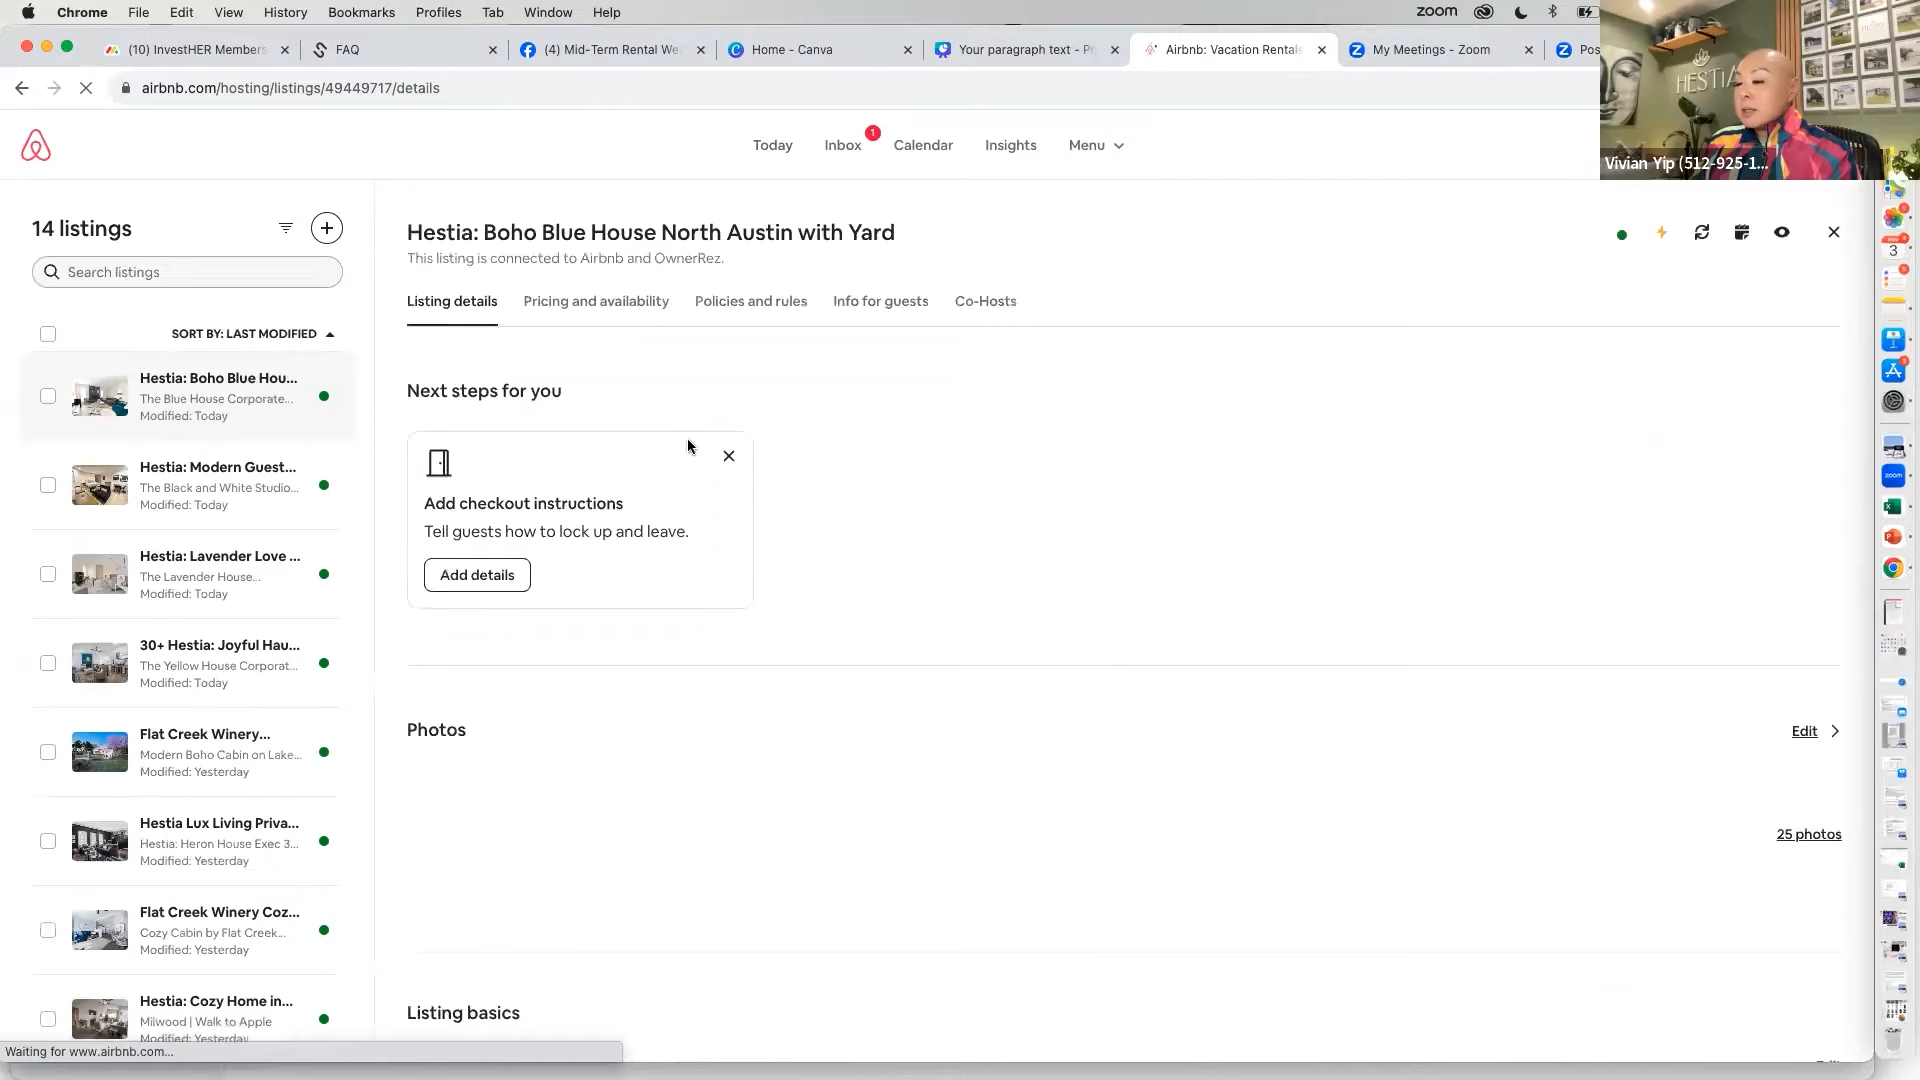 Chrome File Edit View History Bookmarks Profiles Tab Window Help
zoom
(10) InvestHER Members
FAQ
(4) Mid-Term Rental We
Home - Canva
Your paragraph text - Pr
Airbnb: Vacation Rentals
My Meetings - Zoom
Pos
airbnb.com/hosting/listings/49449717/details
HESTIA
Vivian Yip (512-925-1...
Today
Inbox
1
Calendar
Insights
Menu
14 listings
Search listings
SORT BY: LAST MODIFIED
Hestia: Boho Blue Hou...
The Blue House Corporate...
Modified: Today
Hestia: Modern Guest...
The Black and White Studio...
Modified: Today
Hestia: Lavender Love ...
The Lavender House...
Modified: Today
30+ Hestia: Joyful Hau...
The Yellow House Corporat...
Modified: Today
Flat Creek Winery...
Modern Boho Cabin on Lake...
Modified: Yesterday
Hestia Lux Living Priva...
Hestia: Heron House Exec 3...
Modified: Yesterday
Flat Creek Winery Coz...
Cozy Cabin by Flat Creek...
Modified: Yesterday
Hestia: Cozy Home in...
Milwood | Walk to Apple
Modified: Yesterday
Waiting for www.airbnb.com...
Hestia: Boho Blue House North Austin with Yard
This listing is connected to Airbnb and OwnerRez.
Listing details
Pricing and availability
Policies and rules
Info for guests
Co-Hosts
Next steps for you
Add checkout instructions
Tell guests how to lock up and leave.
Add details
Photos
Edit
25 photos
Listing basics
3
zoom